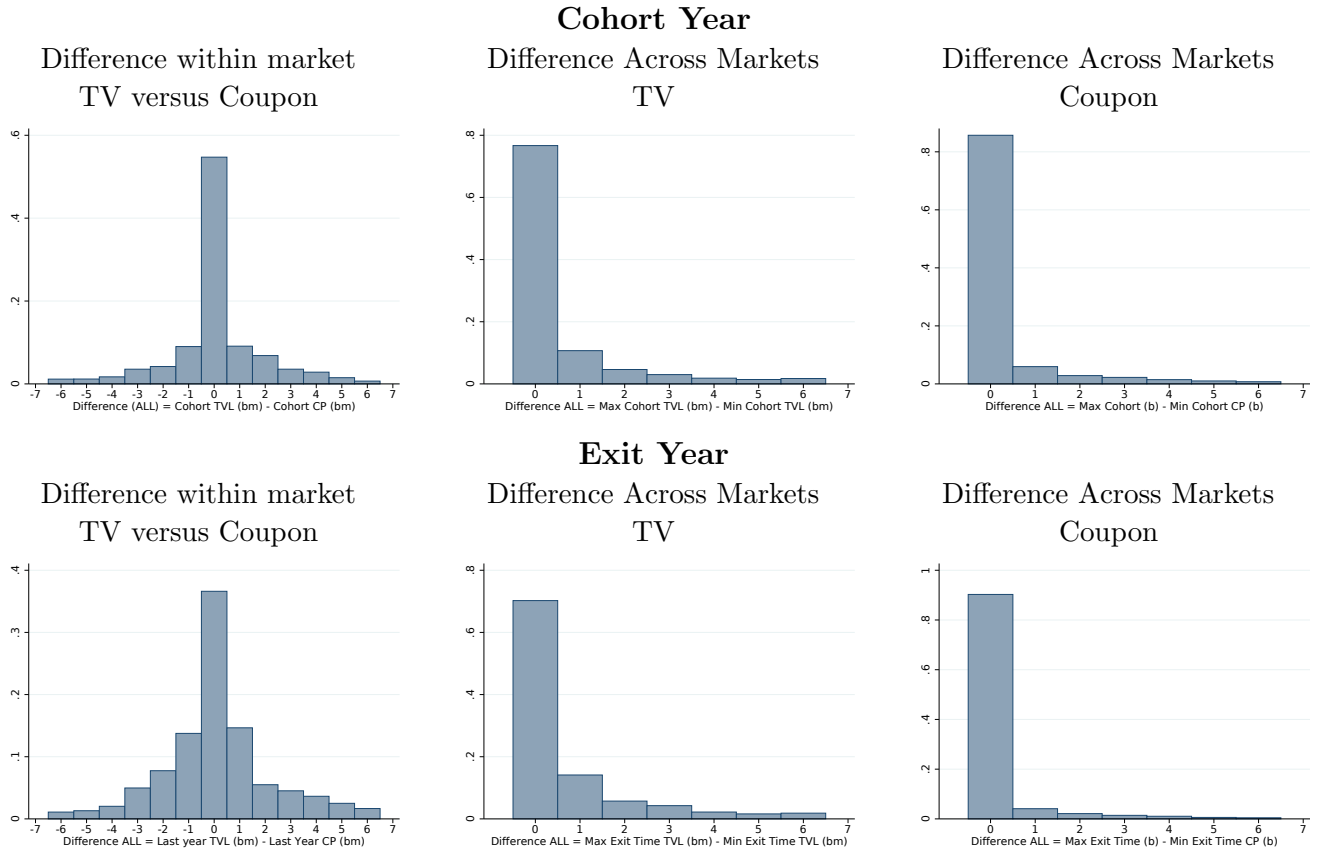 Cohort Year
Difference within market
TV versus Coupon
Difference Across Markets
TV
Difference Across Markets
Coupon
0 .2 .4 .6
-7 -6 -5 -4 -3 -2 -1 0 1 2 3 4 5 6 7
Difference (ALL) = Cohort TVL (bm) - Cohort CP (bm)
0 .2 .4 .6 .8
0 1 2 3 4 5 6 7
Difference ALL = Max Cohort TVL (bm) - Min Cohort TVL (bm)
0 .2 .4 .6 .8
0 1 2 3 4 5 6 7
Difference ALL = Max Cohort (b) - Min Cohort CP (b)
Exit Year
Difference within market
TV versus Coupon
Difference Across Markets
TV
Difference Across Markets
Coupon
0 .1 .2 .3 .4
-7 -6 -5 -4 -3 -2 -1 0 1 2 3 4 5 6 7
Difference ALL = Last year TVL (bm) - Last Year CP (bm)
0 .2 .4 .6 .8
0 1 2 3 4 5 6 7
Difference ALL = Max Exit Time TVL (bm) - Min Exit Time TVL (bm)
0 .2 .4 .6 .8 1
0 1 2 3 4 5 6 7
Difference ALL = Max Exit Time (b) - Min Exit Time CP (b)